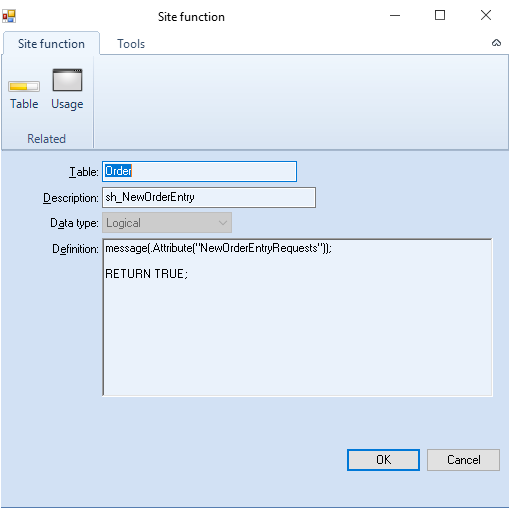 Site function
Site function Tools
Table Usage
Related
Table: Order
Description: sh_NewOrderEntry
Data type: Logical
Definition: message(.Attribute("NewOrderEntryRequests"));
RETURN TRUE;
OK Cancel